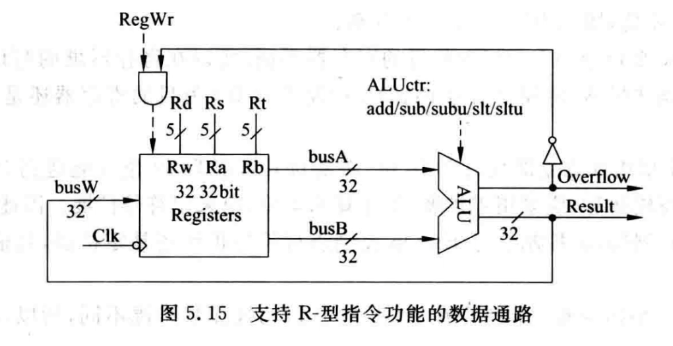 RegWr
ALUctr:
add/sub/subu/slt/sltu
Rd Rs Rt
5 5 5
Rw Ra Rb
busW
32
32 32bit
Registers
Clk
busA
32
busB
32
ALU
Overflow
32
Result
图 5.15 支持 R-型指令功能的数据通路